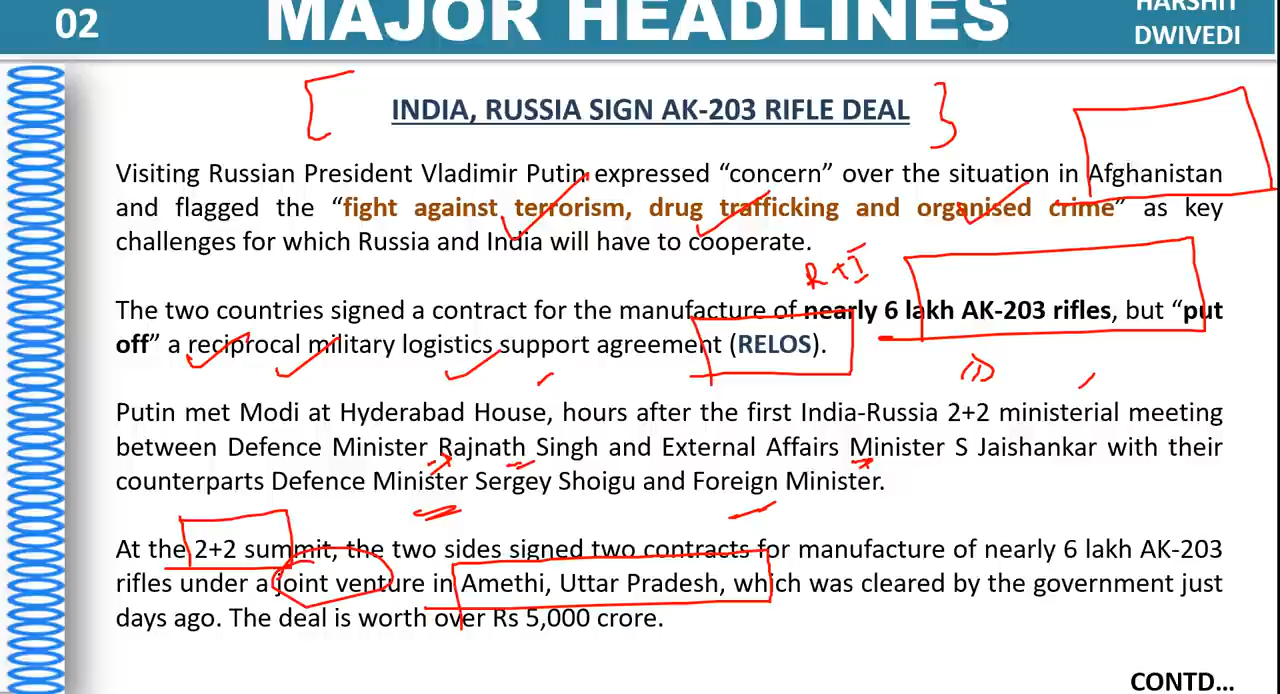 02
MAJOR HEADLINES
HARSHIT
DWIVEDI
INDIA, RUSSIA SIGN AK-203 RIFLE DEAL
Visiting Russian President Vladimir Putin expressed “concern” over the situation in Afghanistan
and flagged the “fight against terrorism, drug trafficking and organised crime” as key
challenges for which Russia and India will have to cooperate.
R+I
The two countries signed a contract for the manufacture of nearly 6 lakh AK-203 rifles, but “put
off” a reciprocal military logistics support agreement (RELOS).
Putin met Modi at Hyderabad House, hours after the first India-Russia 2+2 ministerial meeting
between Defence Minister Rajnath Singh and External Affairs Minister S Jaishankar with their
counterparts Defence Minister Sergey Shoigu and Foreign Minister.
At the 2+2 summit, the two sides signed two contracts for manufacture of nearly 6 lakh AK-203
rifles under a joint venture in Amethi, Uttar Pradesh, which was cleared by the government just
days ago. The deal is worth over Rs 5,000 crore.
CONTD...